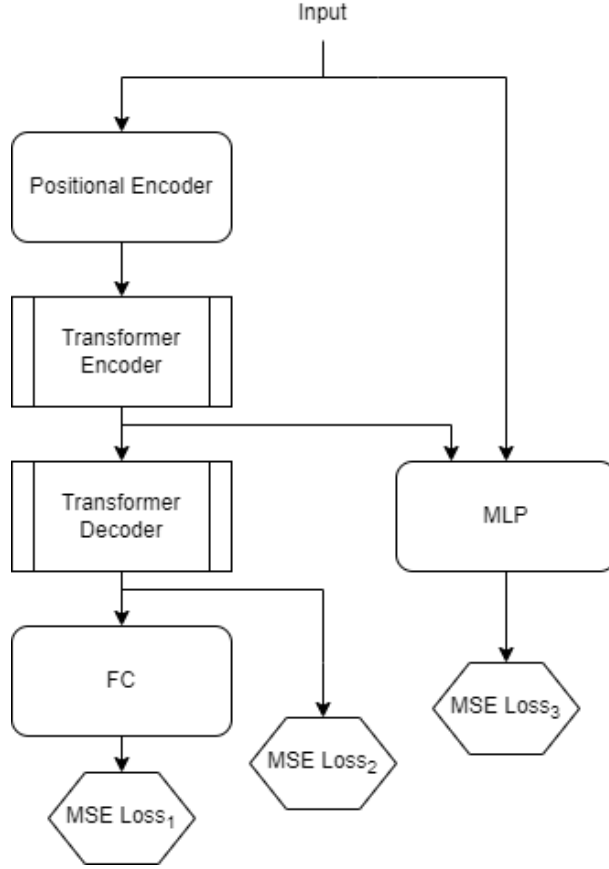 Input
Positional Encoder
Transformer
Encoder
Transformer
Decoder
MLP
FC
MSE Loss₃
MSE Loss₂
MSE Loss₁